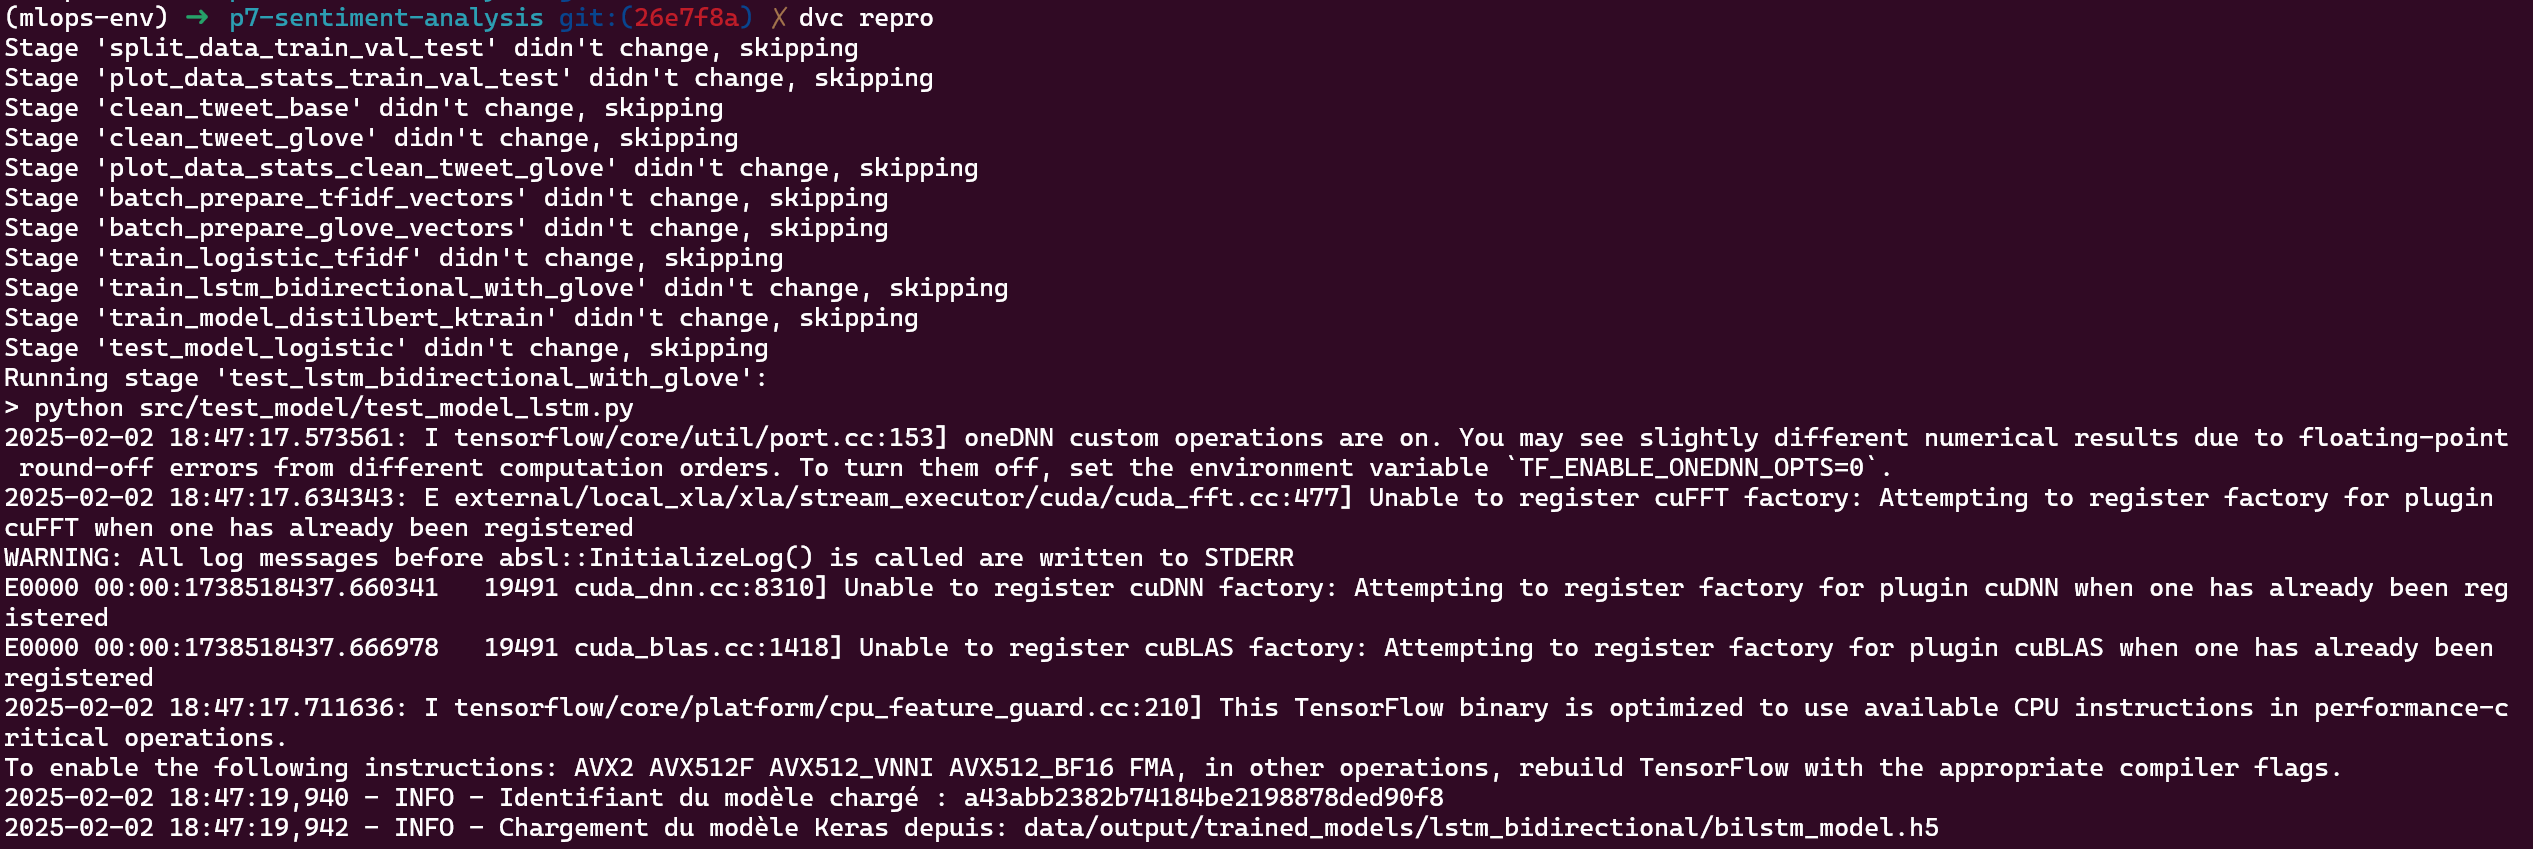 (mlops-env) ➜ p7-sentiment-analysis git:(26e7f8a) ✗ dvc repro
Stage 'split_data_train_val_test' didn't change, skipping
Stage 'plot_data_stats_train_val_test' didn't change, skipping
Stage 'clean_tweet_base' didn't change, skipping
Stage 'clean_tweet_glove' didn't change, skipping
Stage 'plot_data_stats_clean_tweet_glove' didn't change, skipping
Stage 'batch_prepare_tfidf_vectors' didn't change, skipping
Stage 'batch_prepare_glove_vectors' didn't change, skipping
Stage 'train_logistic_tfidf' didn't change, skipping
Stage 'train_lstm_bidirectional_with_glove' didn't change, skipping
Stage 'train_model_distilbert_ktrain' didn't change, skipping
Stage 'test_model_logistic' didn't change, skipping
Running stage 'test_lstm_bidirectional_with_glove':
> python src/test_model/test_model_lstm.py
2025-02-02 18:47:17.573561: I tensorflow/core/util/port.cc:153] oneDNN custom operations are on. You may see slightly different numerical results due to floating-point
 round-off errors from different computation orders. To turn them off, set the environment variable `TF_ENABLE_ONEDNN_OPTS=0`.
2025-02-02 18:47:17.634343: E external/local_xla/xla/stream_executor/cuda/cuda_fft.cc:477] Unable to register cuFFT factory: Attempting to register factory for plugin
cuFFT when one has already been registered
WARNING: All log messages before absl::InitializeLog() is called are written to STDERR
E0000 00:00:1738518437.660341   19491 cuda_dnn.cc:8310] Unable to register cuDNN factory: Attempting to register factory for plugin cuDNN when one has already been reg
istered
E0000 00:00:1738518437.666978   19491 cuda_blas.cc:1418] Unable to register cuBLAS factory: Attempting to register factory for plugin cuBLAS when one has already been
registered
2025-02-02 18:47:17.711636: I tensorflow/core/platform/cpu_feature_guard.cc:210] This TensorFlow binary is optimized to use available CPU instructions in performance-c
ritical operations.
To enable the following instructions: AVX2 AVX512F AVX512_VNNI AVX512_BF16 FMA, in other operations, rebuild TensorFlow with the appropriate compiler flags.
2025-02-02 18:47:19,940 - INFO - Identifiant du modèle chargé : a43abb2382b74184be2198878ded90f8
2025-02-02 18:47:19,942 - INFO - Chargement du modèle Keras depuis: data/output/trained_models/lstm_bidirectional/bilstm_model.h5